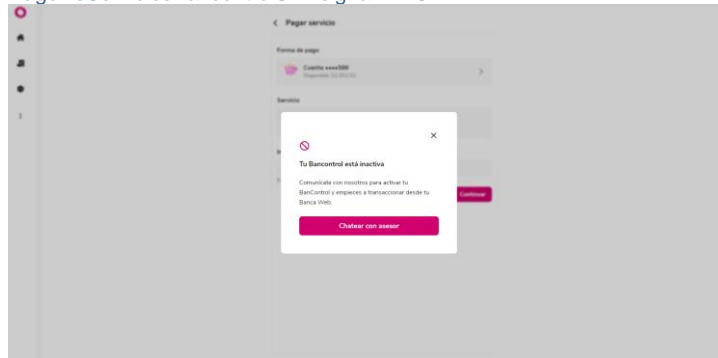 Pagar servicio
Forma de pago
Servicio
Tu Bancontrol está inactiva
Comunícate con nosotros para activar tu
BanControl y empieces a transaccionar desde tu
Banca Web.
Continuar
Chatear con asesor